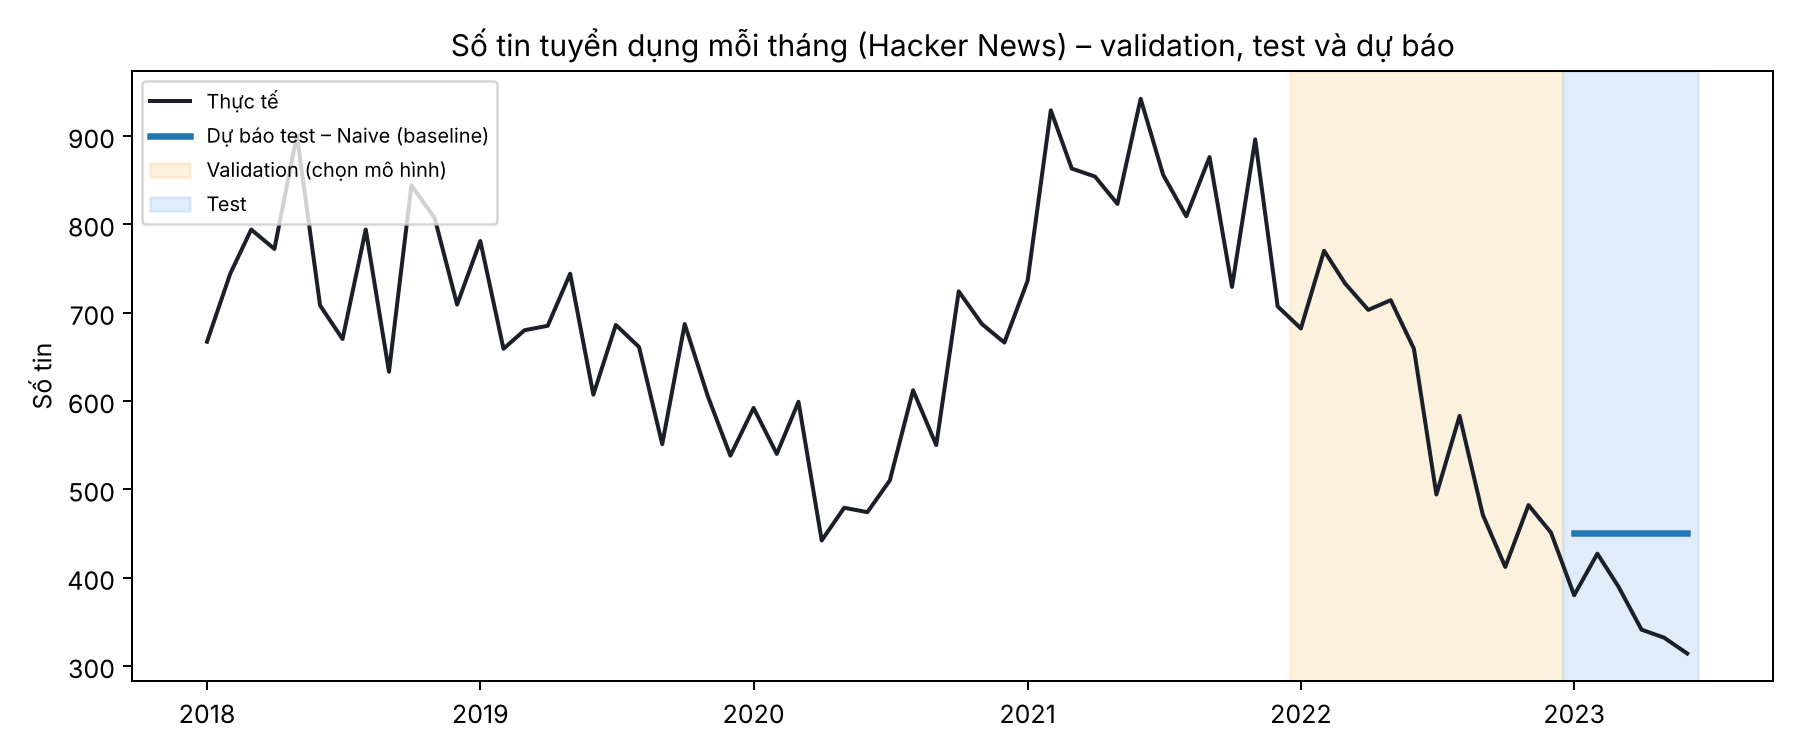 Số tin tuyển dụng mỗi tháng (Hacker News) – validation, test và dự báo
Thực tế
Dự báo test – Naive (baseline)
Validation (chọn mô hình)
Test
Số tin
900
800
700
600
500
400
300
2018
2019
2020
2021
2022
2023